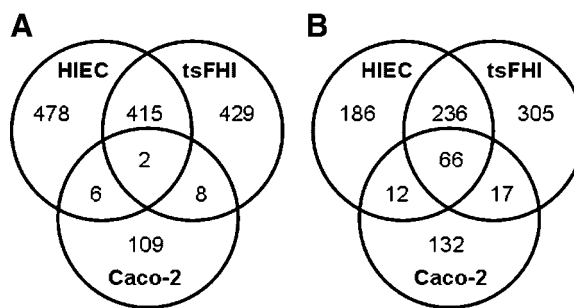 A B
HIEC tsFHI HIEC tsFHI
478 415 429 186 236 305
2 66
6 8 12 17
109 132
Caco-2 Caco-2